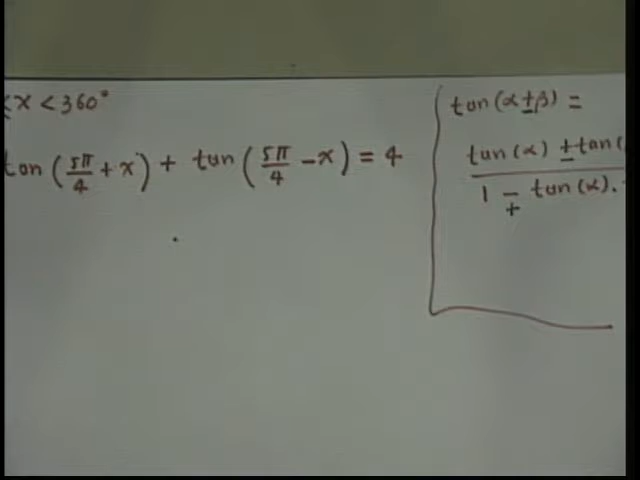 < x < 360°
tan(5π/4 + x) + tan(5π/4 - x) = 4
tan(α ± β) =
tan(α) ± tan(
1 ∓ tan(α).